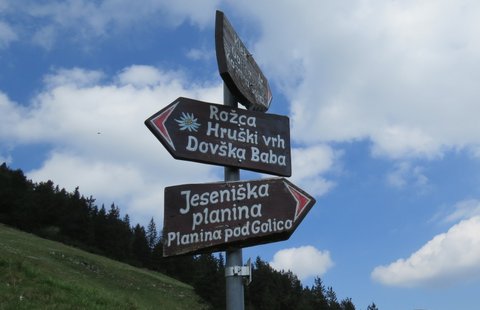 Rožca
Hruški vrh
Dovška Baba
Jeseniška
planina
Planina pod Golico